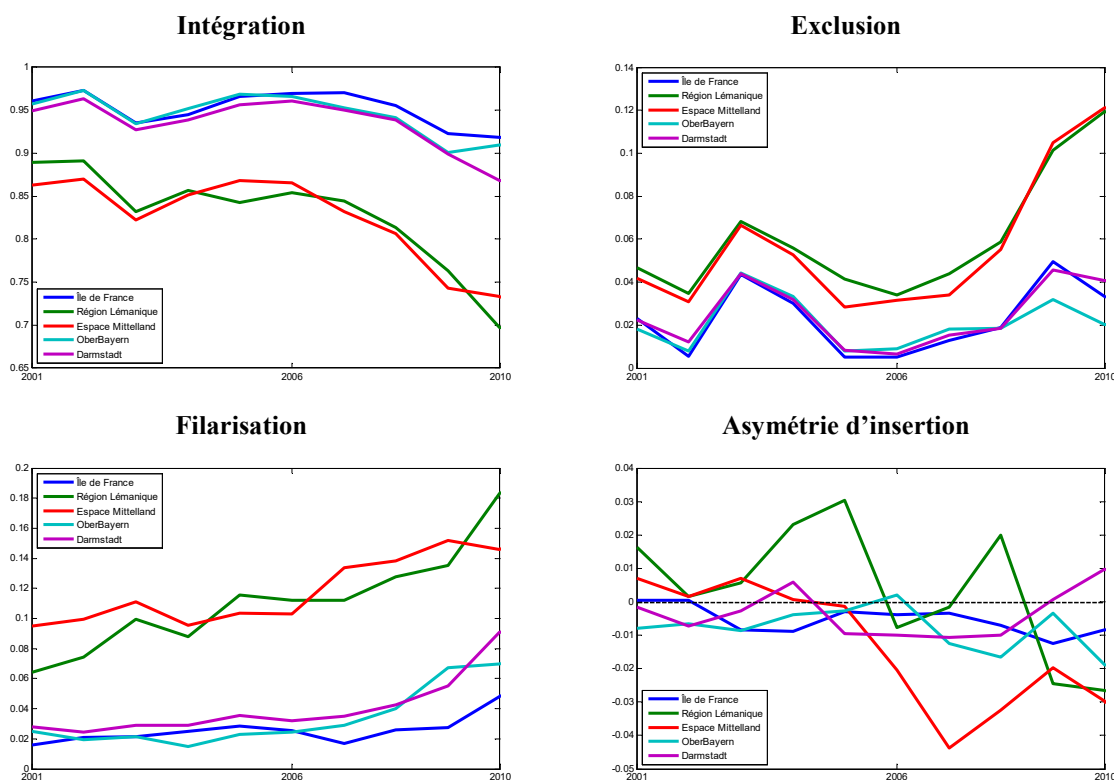 Intégration
1
0.95
0.9
0.85
0.8
0.75
0.7
0.65
Île de France
Région Lémanique
Espace Mittelland
OberBayern
Darmstadt
2001
2006
2010
Exclusion
0.14
0.12
0.1
0.08
0.06
0.04
0.02
0
Île de France
Région Lémanique
Espace Mittelland
OberBayern
Darmstadt
2001
2006
2010
Filarisation
0.2
0.18
0.16
0.14
0.12
0.1
0.08
0.06
0.04
0.02
0
Île de France
Région Lémanique
Espace Mittelland
OberBayern
Darmstadt
2001
2006
2010
Asymétrie d’insertion
0.04
0.03
0.02
0.01
0
-0.01
-0.02
-0.03
-0.04
-0.05
Île de France
Région Lémanique
Espace Mittelland
OberBayern
Darmstadt
2001
2006
2010